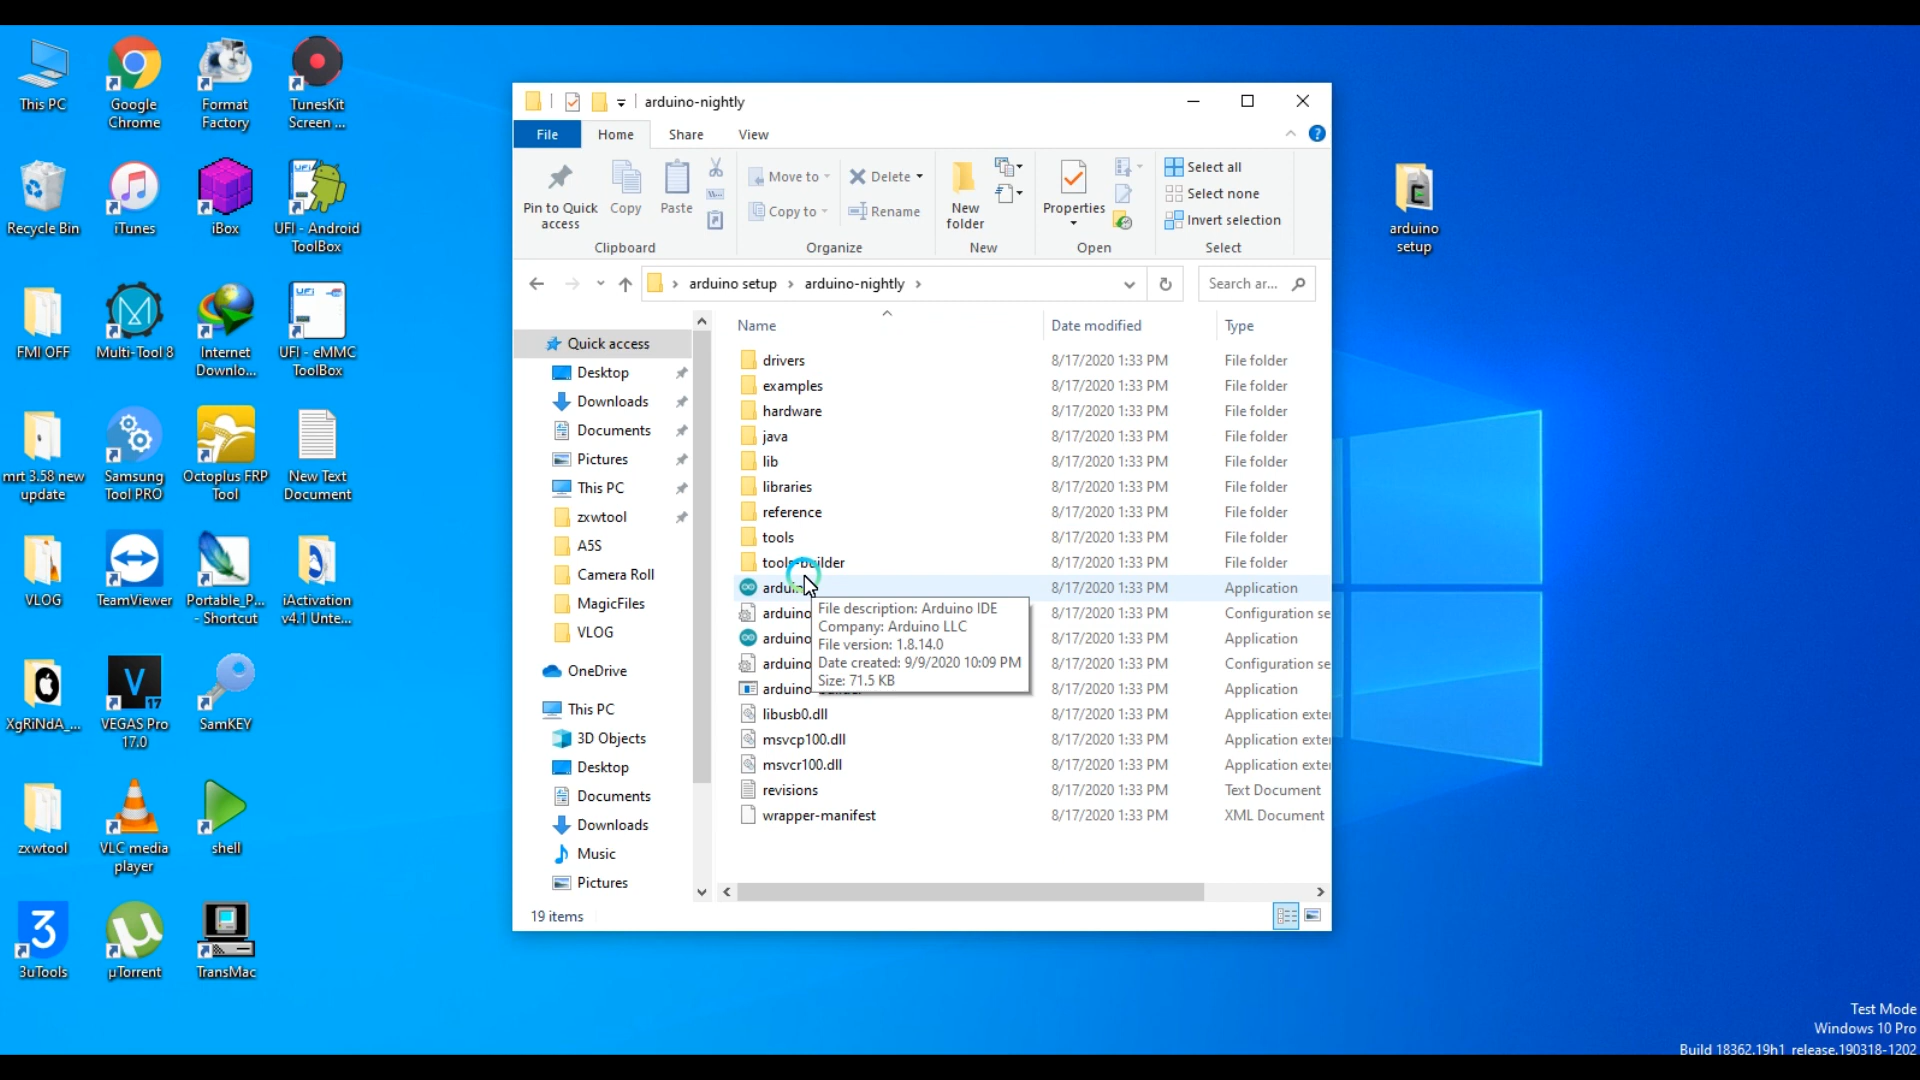 This PC
Google
Chrome
Format
Factory
TunesKit
Screen ...
Recycle Bin
iTunes
iBox
UFI - Android
ToolBox
FMI OFF
Multi-Tool 8
Internet
Downlo...
UFI - eMMC
ToolBox
mrt 3.58 new
update
Samsung
Tool PRO
Octoplus FRP
Tool
New Text
Document
VLOG
TeamViewer
Portable_P...
- Shortcut
iActivation
v4.1 Unte...
XgRiNdA_...
VEGAS Pro
17.0
SamKEY
zxwtool
VLC media
player
shell
3uTools
µTorrent
TransMac
arduino-nightly
File
Home
Share
View
Pin to Quick
access
Copy
Paste
Clipboard
Move to
Copy to
Delete
Rename
Organize
New
folder
New
Properties
Open
Select all
Select none
Invert selection
Select
arduino setup
arduino-nightly
Search ar...
Quick access
Desktop
Downloads
Documents
Pictures
This PC
zxwtool
A5S
Camera Roll
MagicFiles
VLOG
OneDrive
This PC
3D Objects
Desktop
Documents
Downloads
Music
Pictures
Name Date modified Type
drivers 8/17/2020 1:33 PM File folder
examples 8/17/2020 1:33 PM File folder
hardware 8/17/2020 1:33 PM File folder
java 8/17/2020 1:33 PM File folder
lib 8/17/2020 1:33 PM File folder
libraries 8/17/2020 1:33 PM File folder
reference 8/17/2020 1:33 PM File folder
tools 8/17/2020 1:33 PM File folder
tools-builder 8/17/2020 1:33 PM File folder
8/17/2020 1:33 PM Application
arduino 8/17/2020 1:33 PM Configuration se
arduino 8/17/2020 1:33 PM Application
arduino 8/17/2020 1:33 PM Configuration se
arduino 8/17/2020 1:33 PM Application
libusb0.dll 8/17/2020 1:33 PM Application exte
msvcp100.dll 8/17/2020 1:33 PM Application exte
msvcr100.dll 8/17/2020 1:33 PM Application exte
revisions 8/17/2020 1:33 PM Text Document
wrapper-manifest 8/17/2020 1:33 PM XML Document
File description: Arduino IDE
Company: Arduino LLC
File version: 1.8.14.0
Date created: 9/9/2020 10:09 PM
Size: 71.5 KB
19 items
arduino
setup
Test Mode
Windows 10 Pro
Build 18362.19h1_release.190318-1202